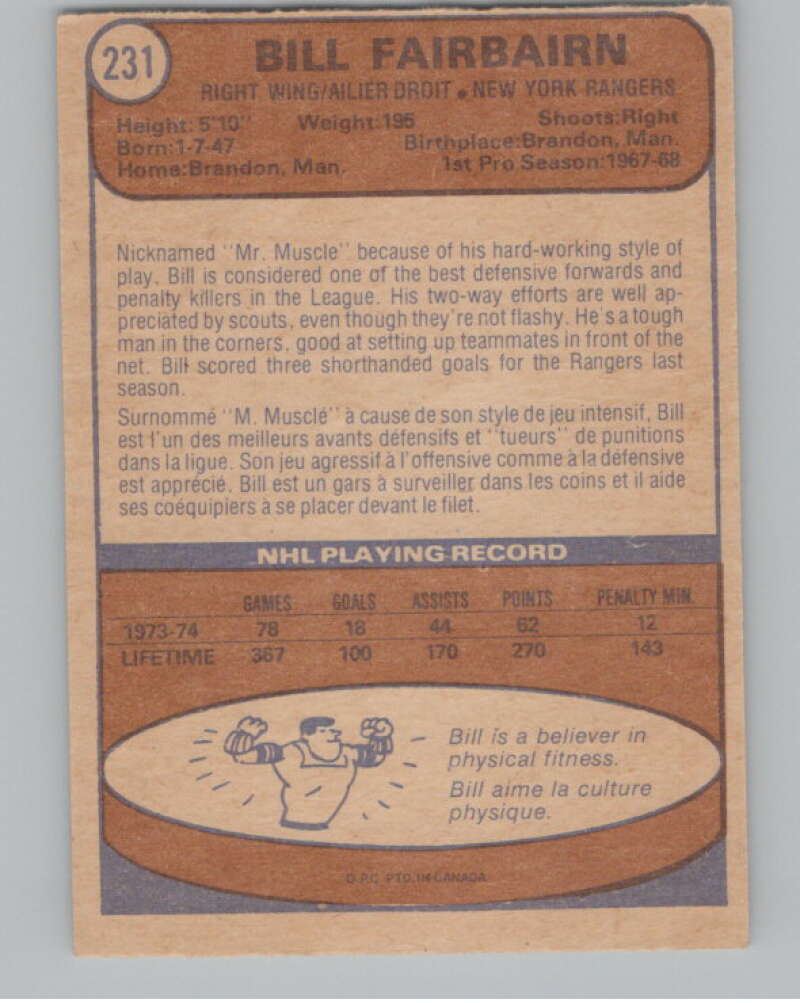 231
BILL FAIRBAIRN
RIGHT WING/AILIER DROIT • NEW YORK RANGERS
Height: 5'10" Weight:195 Shoots:Right
Born:1-7-47 Birthplace:Brandon, Man.
Home:Brandon, Man. 1st Pro Season:1967-68
Nicknamed "Mr. Muscle" because of his hard-working style of
play, Bill is considered one of the best defensive forwards and
penalty killers in the League. His two-way efforts are well ap-
preciated by scouts, even though they're not flashy. He's a tough
man in the corners, good at setting up teammates in front of the
net. Bill scored three shorthanded goals for the Rangers last
season.
Surnommé "M. Musclé" à cause de son style de jeu intensif, Bill
est l'un des meilleurs avants défensifs et "tueurs" de punitions
dans la ligue. Son jeu agressif à l'offensive comme à la défensive
est apprécié. Bill est un gars à surveiller dans les coins et il aide
ses coéquipiers à se placer devant le filet.
NHL PLAYING RECORD
GAMES GOALS ASSISTS POINTS PENALTY MIN.
1973-74 78 18 44 62 12
LIFETIME 367 100 170 270 143
Bill is a believer in
physical fitness.
Bill aime la culture
physique.
O.P.C. PTD. IN CANADA